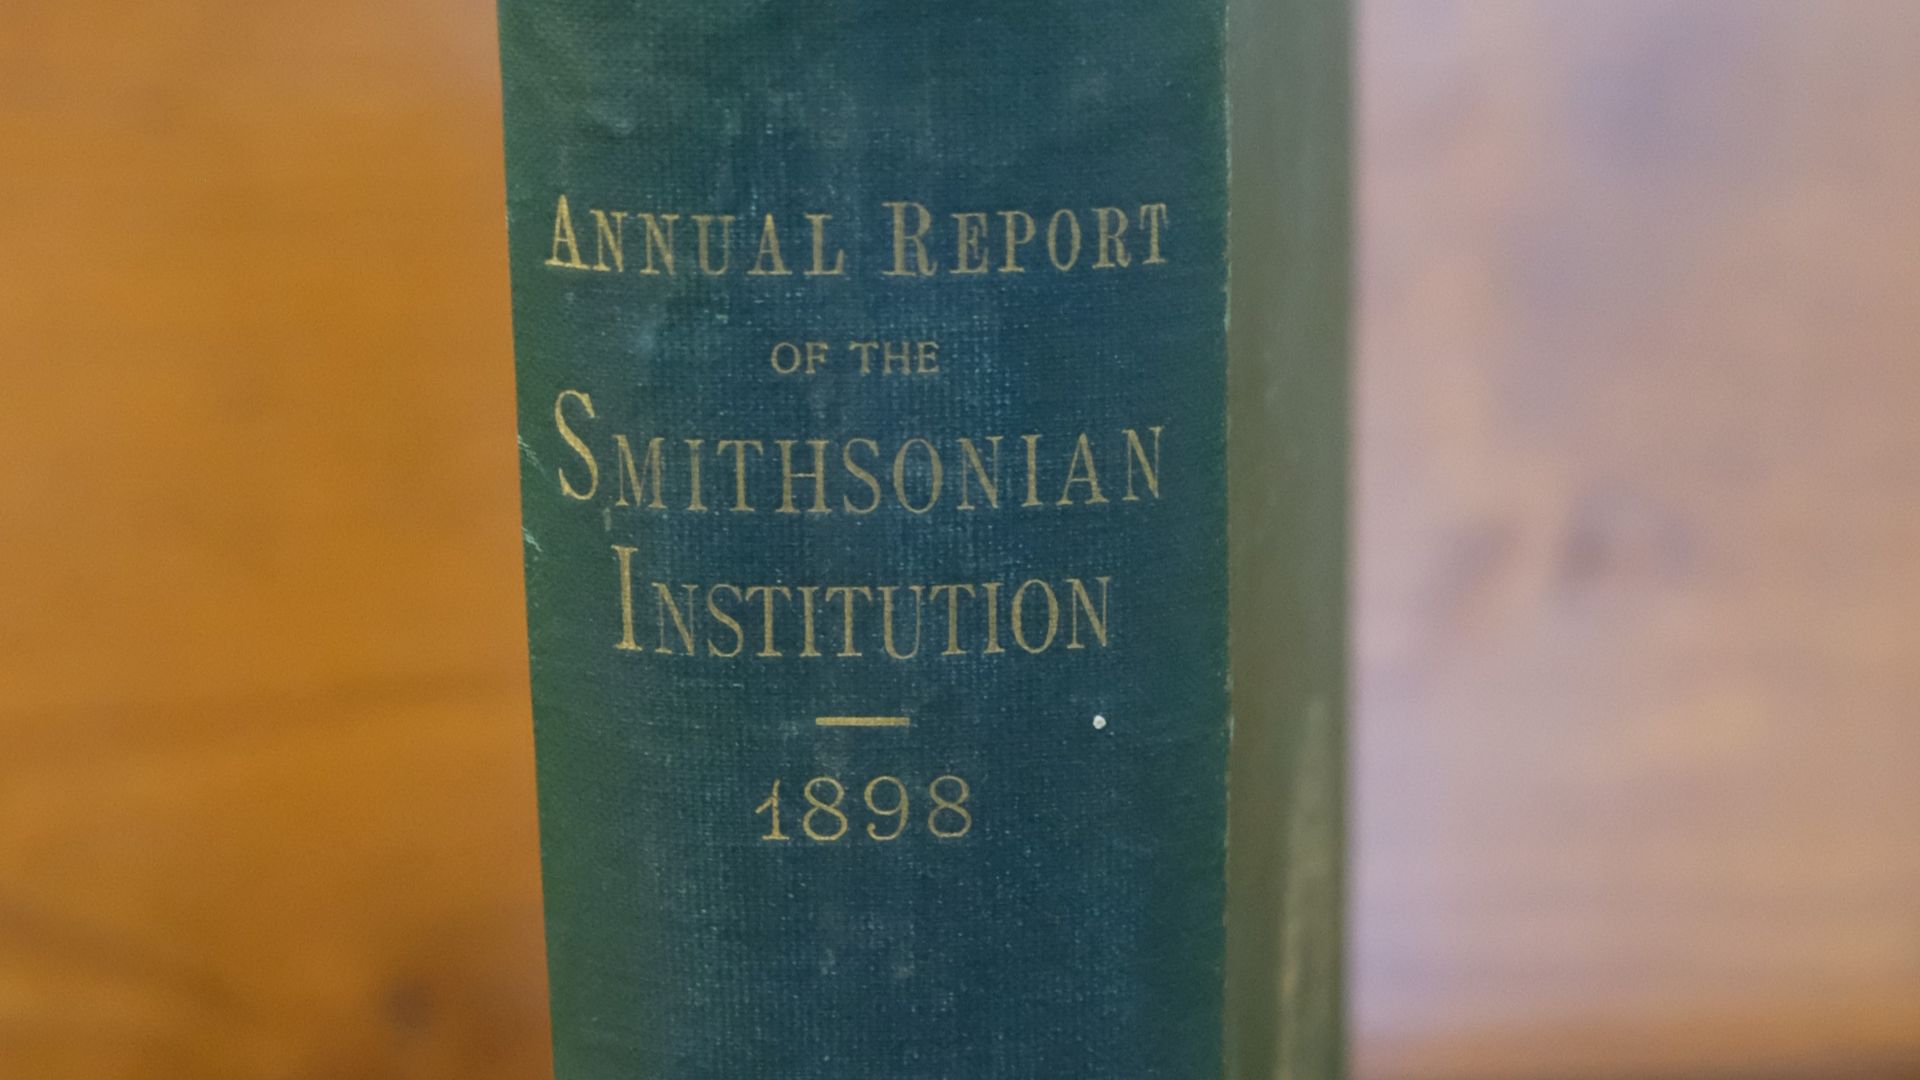 ANNUAL REPORT
OF THE
SMITHSONIAN
INSTITUTION
1898